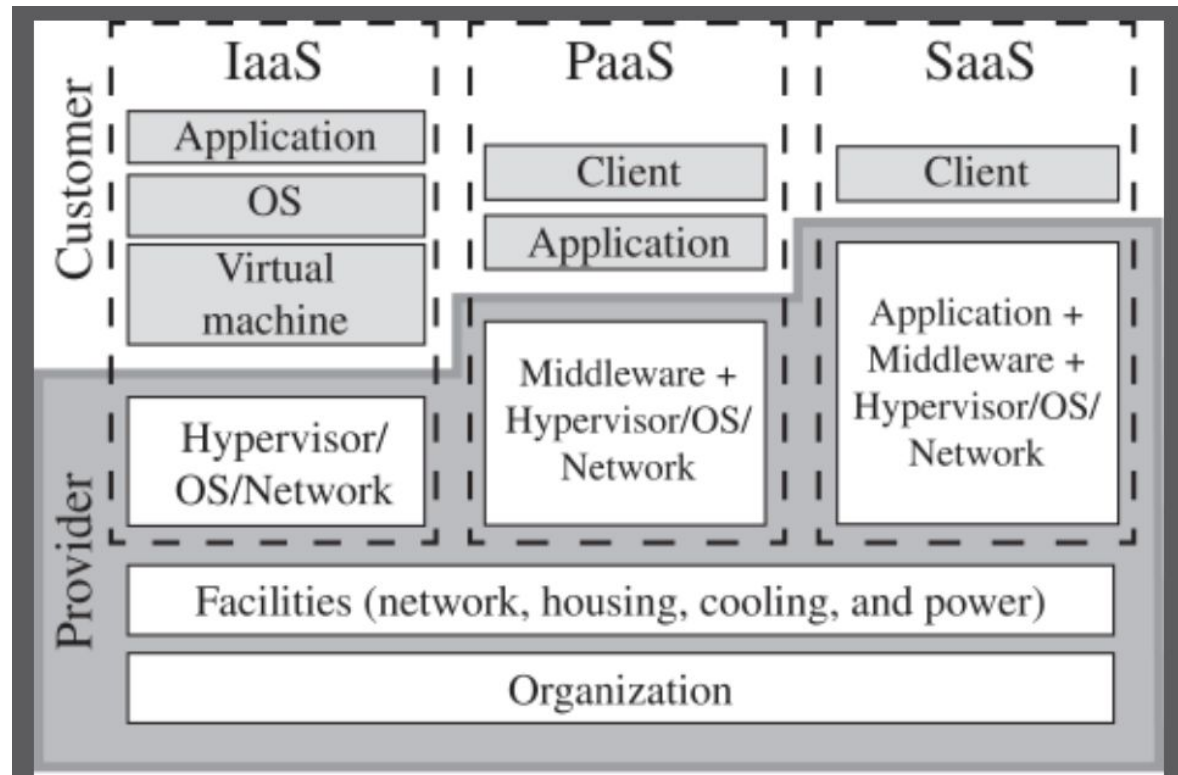 Customer
IaaS
Application
OS
Virtual
machine
Hypervisor/
OS/Network
PaaS
Client
Application
Middleware +
Hypervisor/OS/
Network
SaaS
Client
Application +
Middleware +
Hypervisor/OS/
Network
Provider
Facilities (network, housing, cooling, and power)
Organization